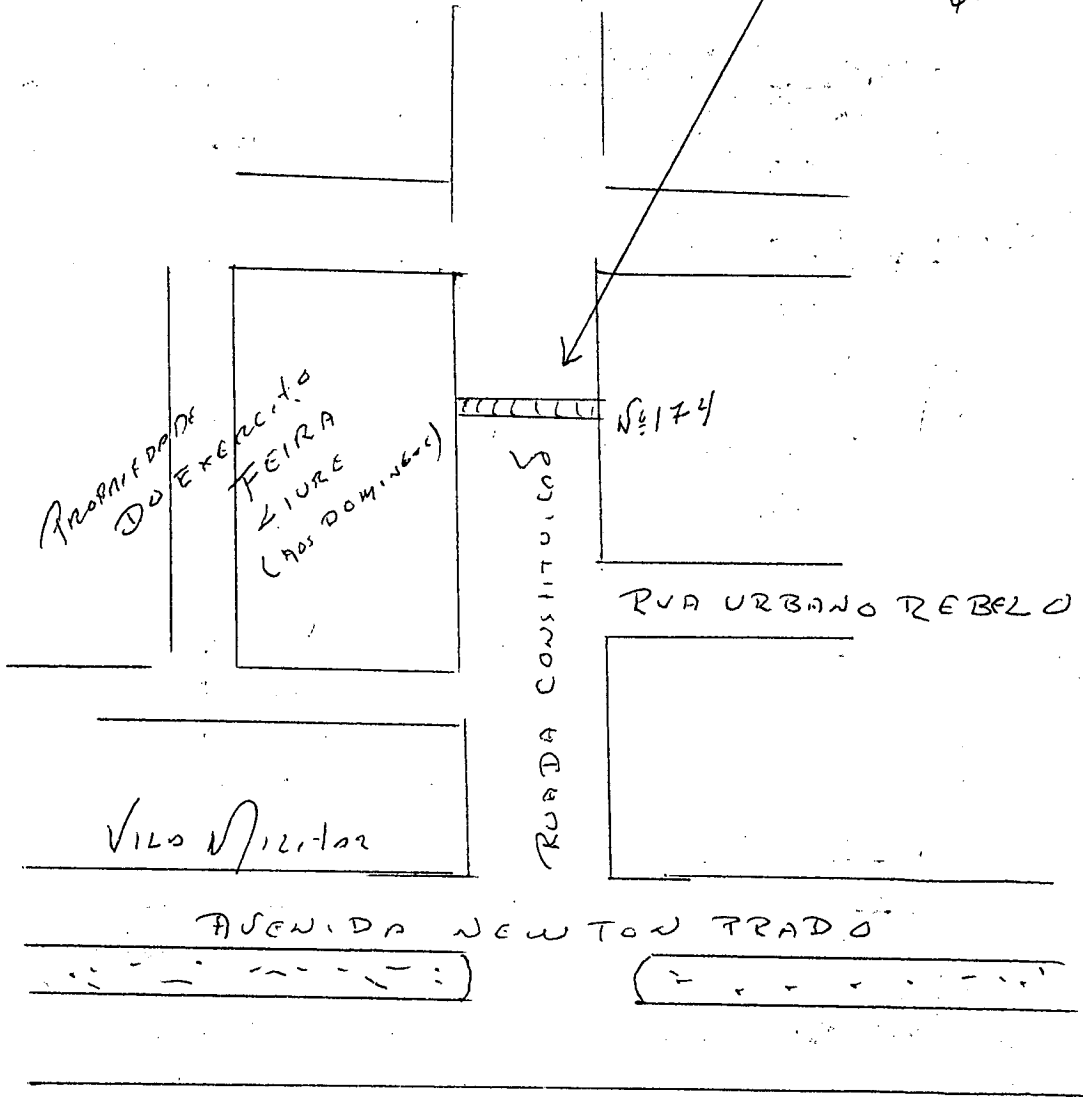 PROPRIEDADE
DO EXERCITO
FEIRA
LIVRE
(AOS DOMINGOS)
Nº 174
RUA DA CONSTITUIÇÃO
RUA URBANO REBELO
VILA MILITAR
AVENIDA NEWTON PRADO